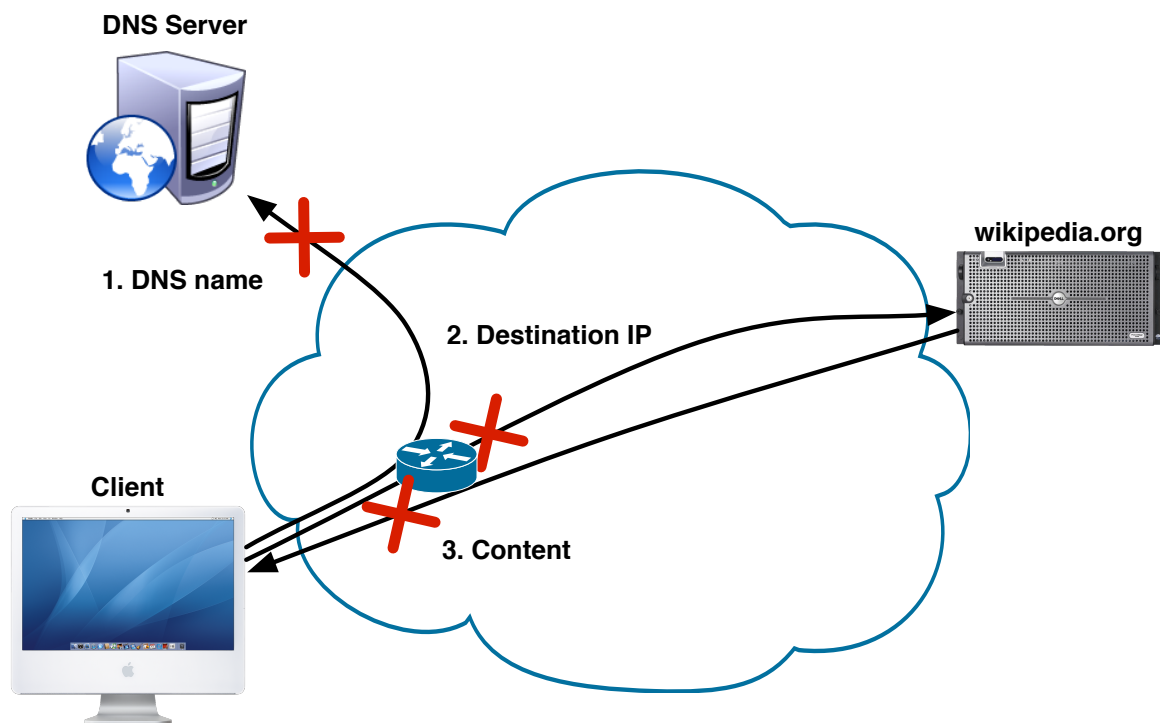 DNS Server
wikipedia.org
1. DNS name
2. Destination IP
Client
3. Content